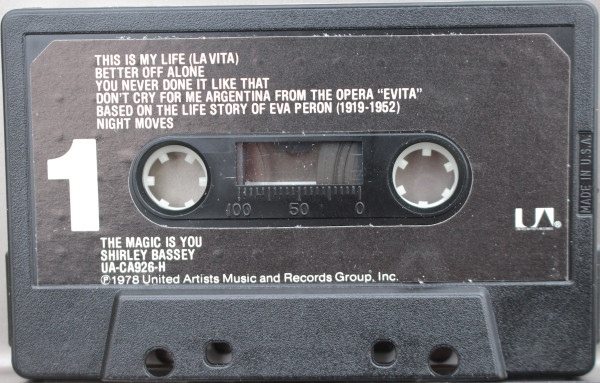 THIS IS MY LIFE (LA VITA)
BETTER OFF ALONE
YOU NEVER DONE IT LIKE THAT
DON'T CRY FOR ME ARGENTINA FROM THE OPERA "EVITA"
BASED ON THE LIFE STORY OF EVA PERON (1919-1952)
NIGHT MOVES
1
100 50 0
MADE IN U.S.A.
UA
THE MAGIC IS YOU
SHIRLEY BASSEY
UA-CA926-H
℗1978 United Artists Music and Records Group, Inc.